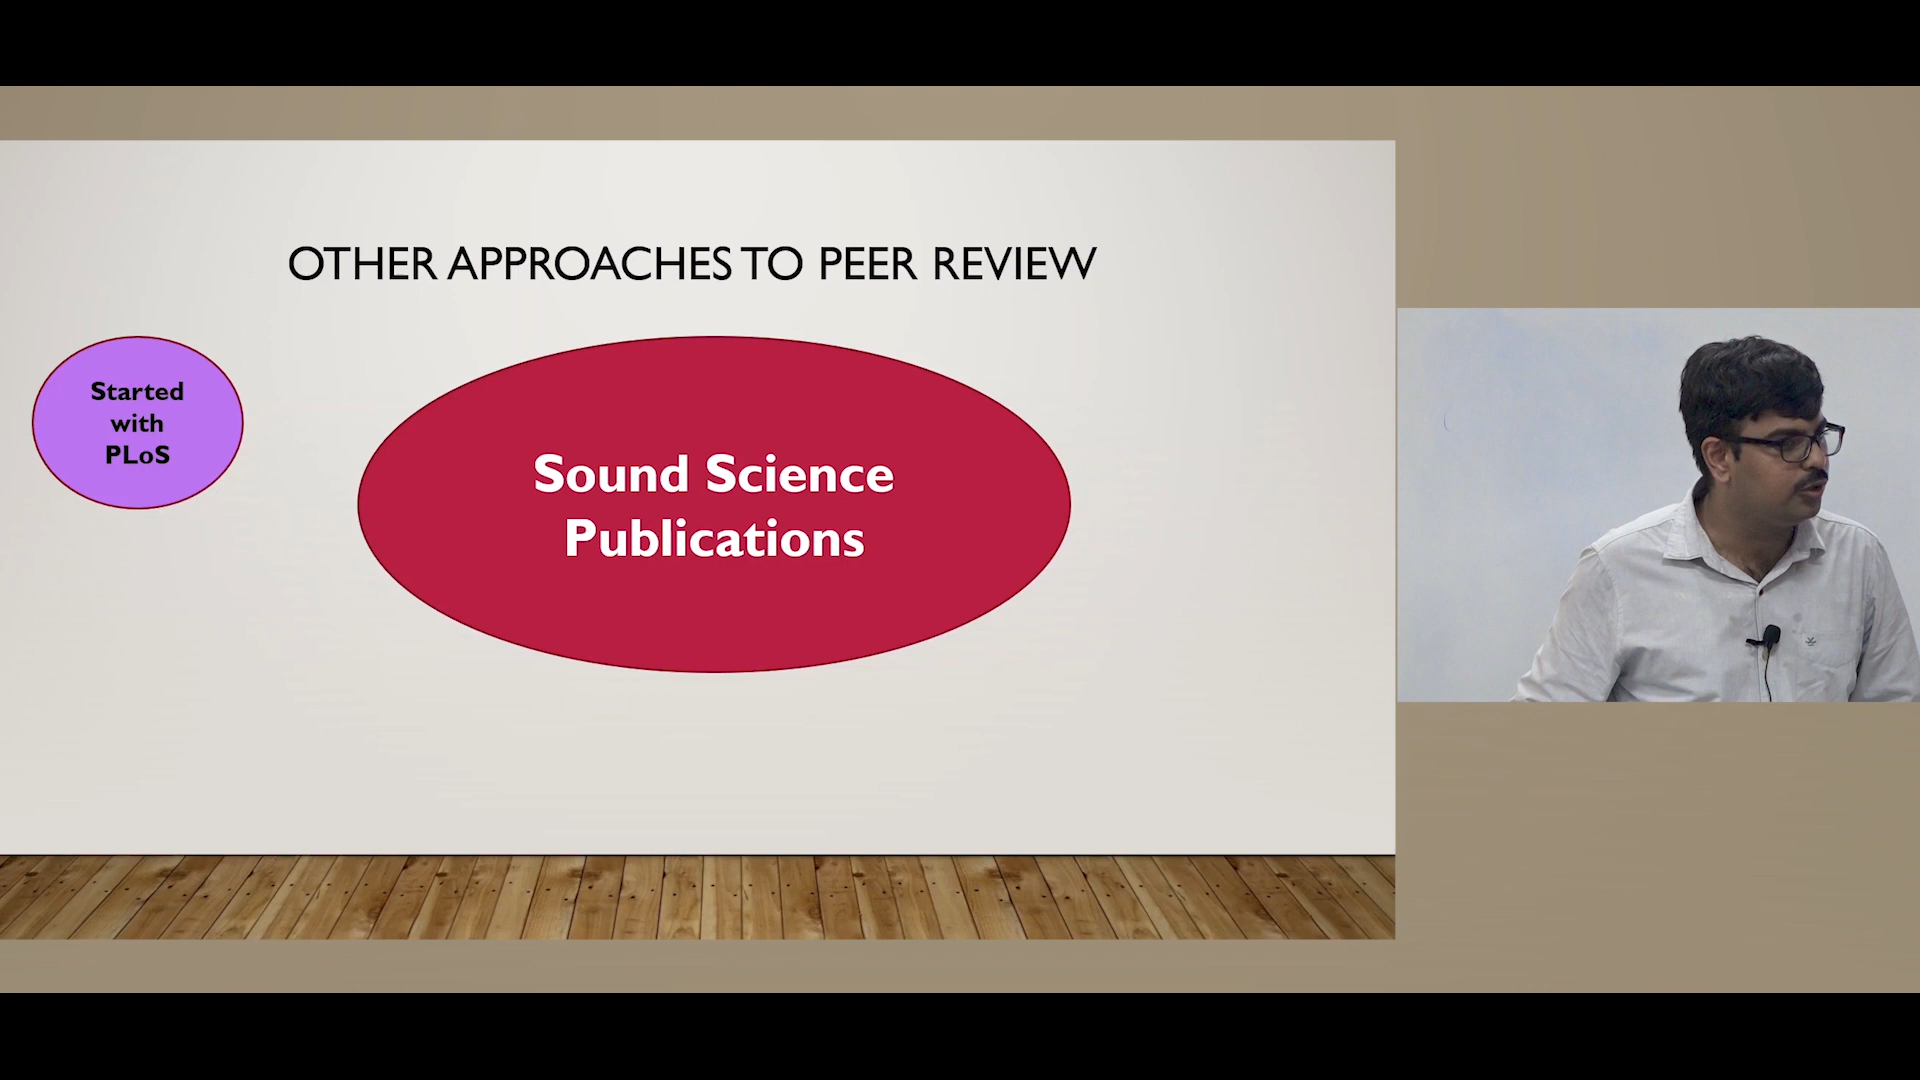 OTHER APPROACHES TO PEER REVIEW
Started
with
PLoS
Sound Science
Publications